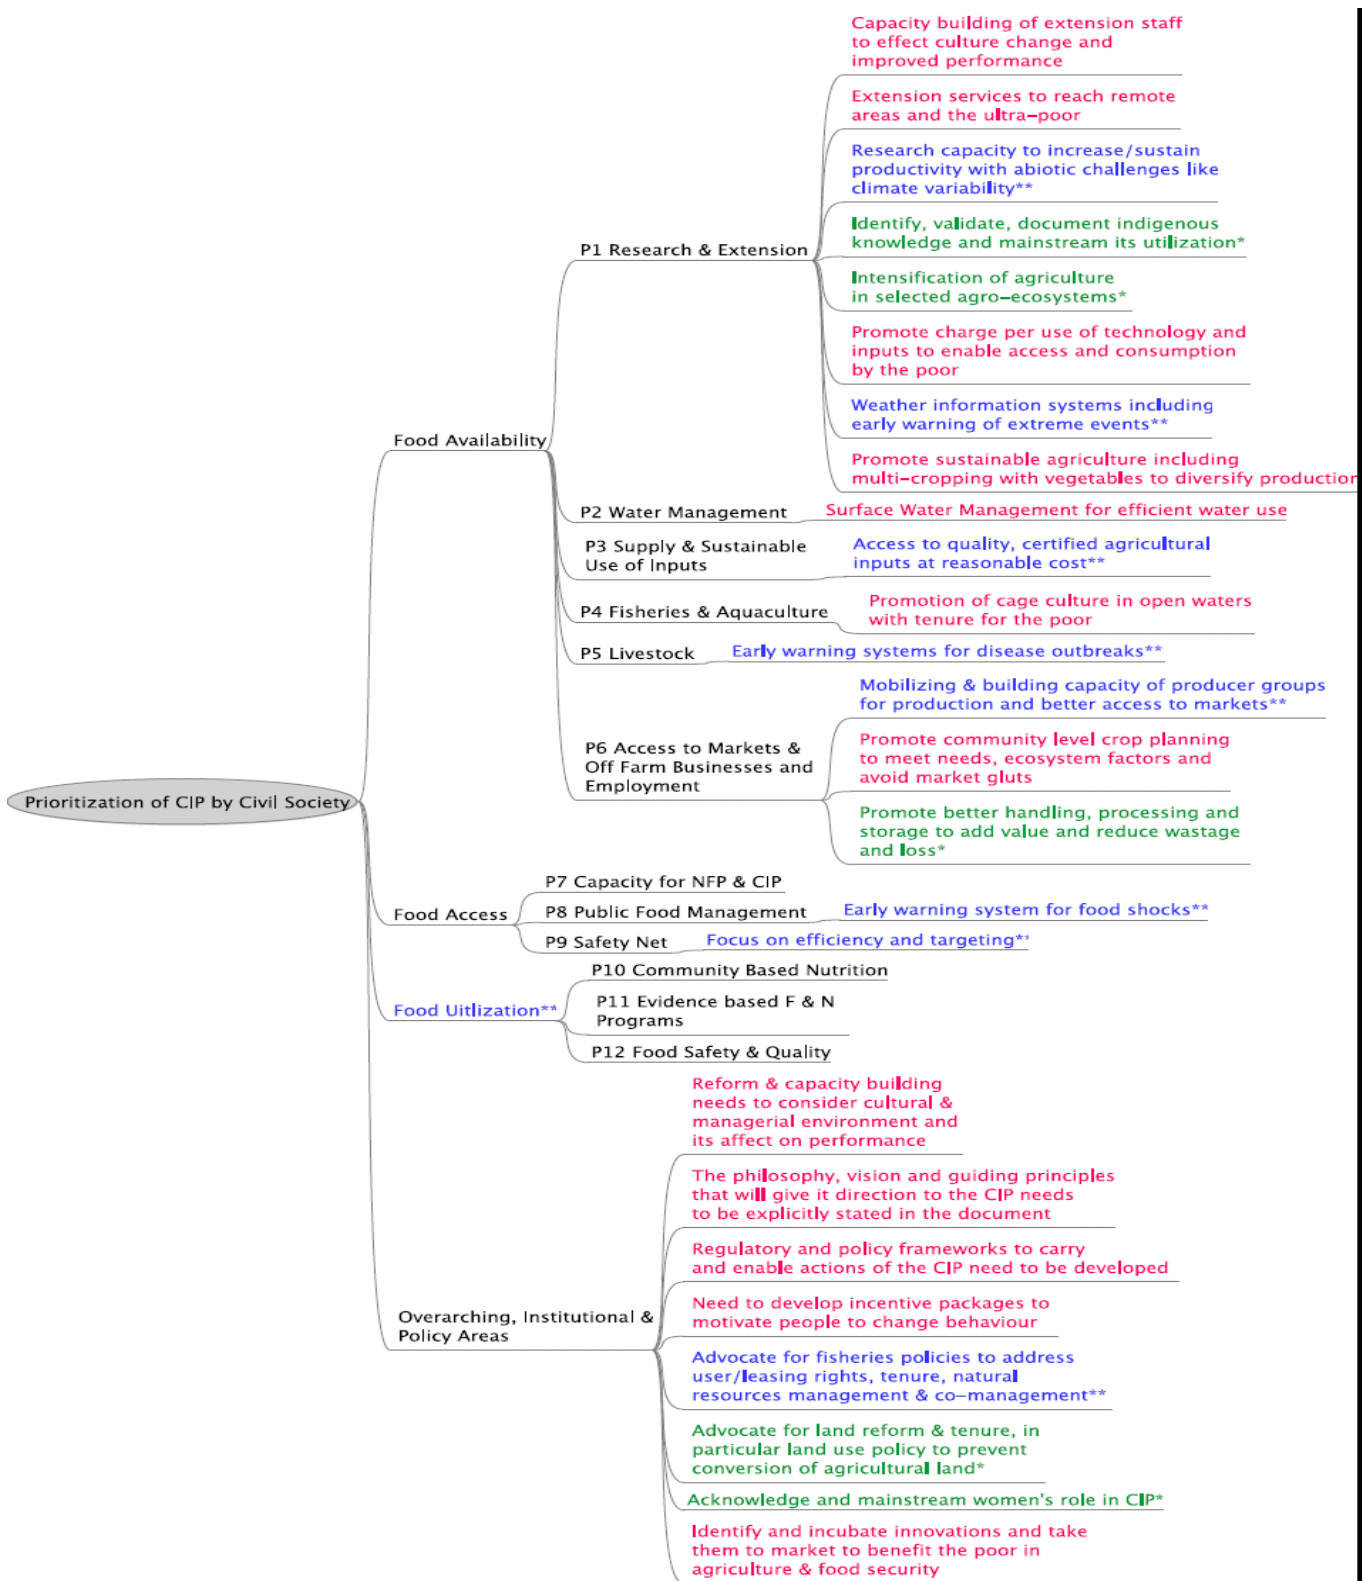 Capacity building of extension staff
to effect culture change and
improved performance
Extension services to reach remote
areas and the ultra-poor
Research capacity to increase/sustain
productivity with abiotic challenges like
climate variability**
Identify, validate, document indigenous
knowledge and mainstream its utilization*
P1 Research & Extension
Intensification of agriculture
in selected agro-ecosystems*
Promote charge per use of technology and
inputs to enable access and consumption
by the poor
Weather information systems including
early warning of extreme events**
Food Availability
Promote sustainable agriculture including
multi-cropping with vegetables to diversify production
P2 Water Management
Surface Water Management for efficient water use
P3 Supply & Sustainable
Use of Inputs
Access to quality, certified agricultural
inputs at reasonable cost**
P4 Fisheries & Aquaculture
Promotion of cage culture in open waters
with tenure for the poor
P5 Livestock
Early warning systems for disease outbreaks**
Mobilizing & building capacity of producer groups
for production and better access to markets**
P6 Access to Markets &
Off Farm Businesses and
Employment
Promote community level crop planning
to meet needs, ecosystem factors and
avoid market gluts
Prioritization of CIP by Civil Society
Promote better handling, processing and
storage to add value and reduce wastage
and loss*
P7 Capacity for NFP & CIP
Food Access
P8 Public Food Management
Early warning system for food shocks**
P9 Safety Net
Focus on efficiency and targeting**
P10 Community Based Nutrition
Food Uitlization**
P11 Evidence based F & N
Programs
P12 Food Safety & Quality
Reform & capacity building
needs to consider cultural &
managerial environment and
its affect on performance
The philosophy, vision and guiding principles
that will give it direction to the CIP needs
to be explicitly stated in the document
Regulatory and policy frameworks to carry
and enable actions of the CIP need to be developed
Overarching, Institutional &
Policy Areas
Need to develop incentive packages to
motivate people to change behaviour
Advocate for fisheries policies to address
user/leasing rights, tenure, natural
resources management & co-management**
Advocate for land reform & tenure, in
particular land use policy to prevent
conversion of agricultural land*
Acknowledge and mainstream women's role in CIP*
Identify and incubate innovations and take
them to market to benefit the poor in
agriculture & food security